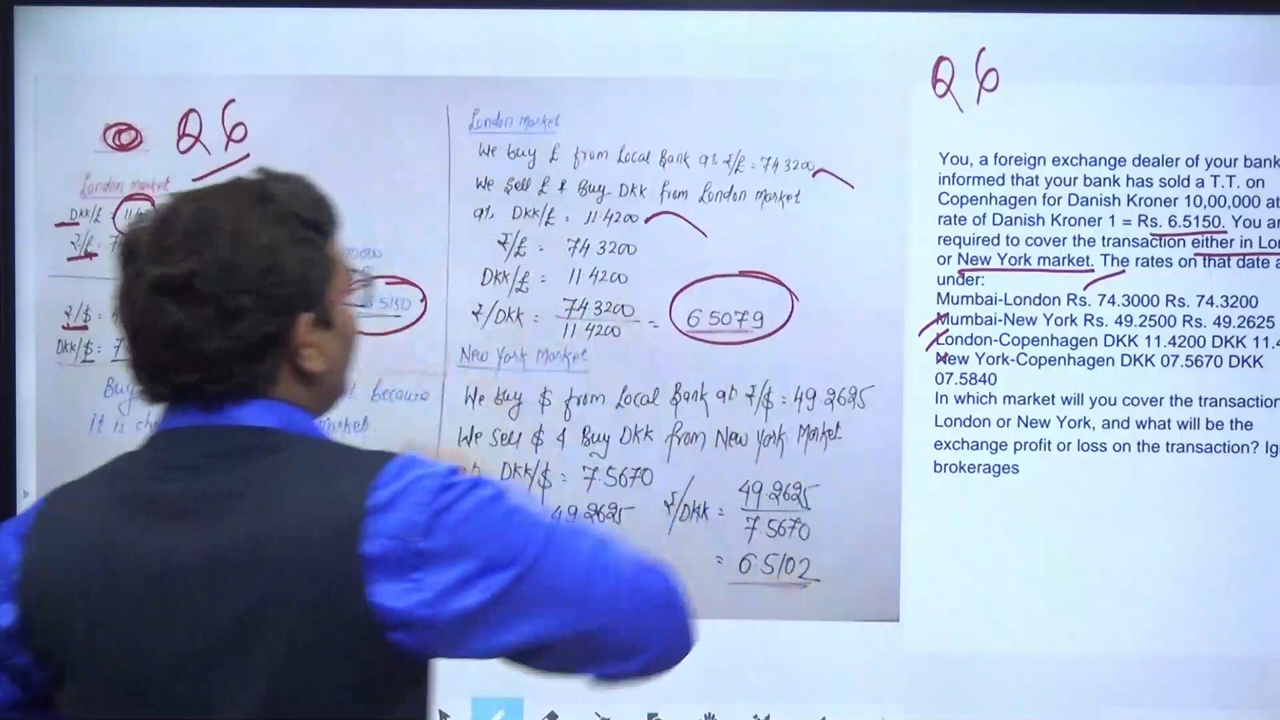 Q6
London Market
DKK/£
₹/£ =
₹/$ =
DKK/$ = 7
Buy
because
it is
London Market
We buy £ from Local Bank at ₹/£ = 74.3200
We Sell £ & Buy DKK from London Market
at, DKK/£ = 11.4200
₹/£ = 74.3200
DKK/£ = 11.4200
₹/DKK = 74.3200
11.4200
= 6.5079
New York Market
We buy $ from Local Bank at ₹/$ = 49.2625
We Sell $ & Buy DKK from New York Market
DKK/$ = 7.5670
49.2625
₹/DKK = 49.2625
7.5670
= 6.5102
Q6
You, a foreign exchange dealer of your bank
informed that your bank has sold a T.T. on
Copenhagen for Danish Kroner 10,00,000 at
rate of Danish Kroner 1 = Rs. 6.5150. You
required to cover the transaction either in
or New York market. The rates on that date
under:
Mumbai-London Rs. 74.3000 Rs. 74.3200
Mumbai-New York Rs. 49.2500 Rs. 49.2625
London-Copenhagen DKK 11.4200 DKK
New York-Copenhagen DKK 07.5670 DKK
07.5840
In which market will you cover the transaction
London or New York, and what will be the
exchange profit or loss on the transaction?
brokerages